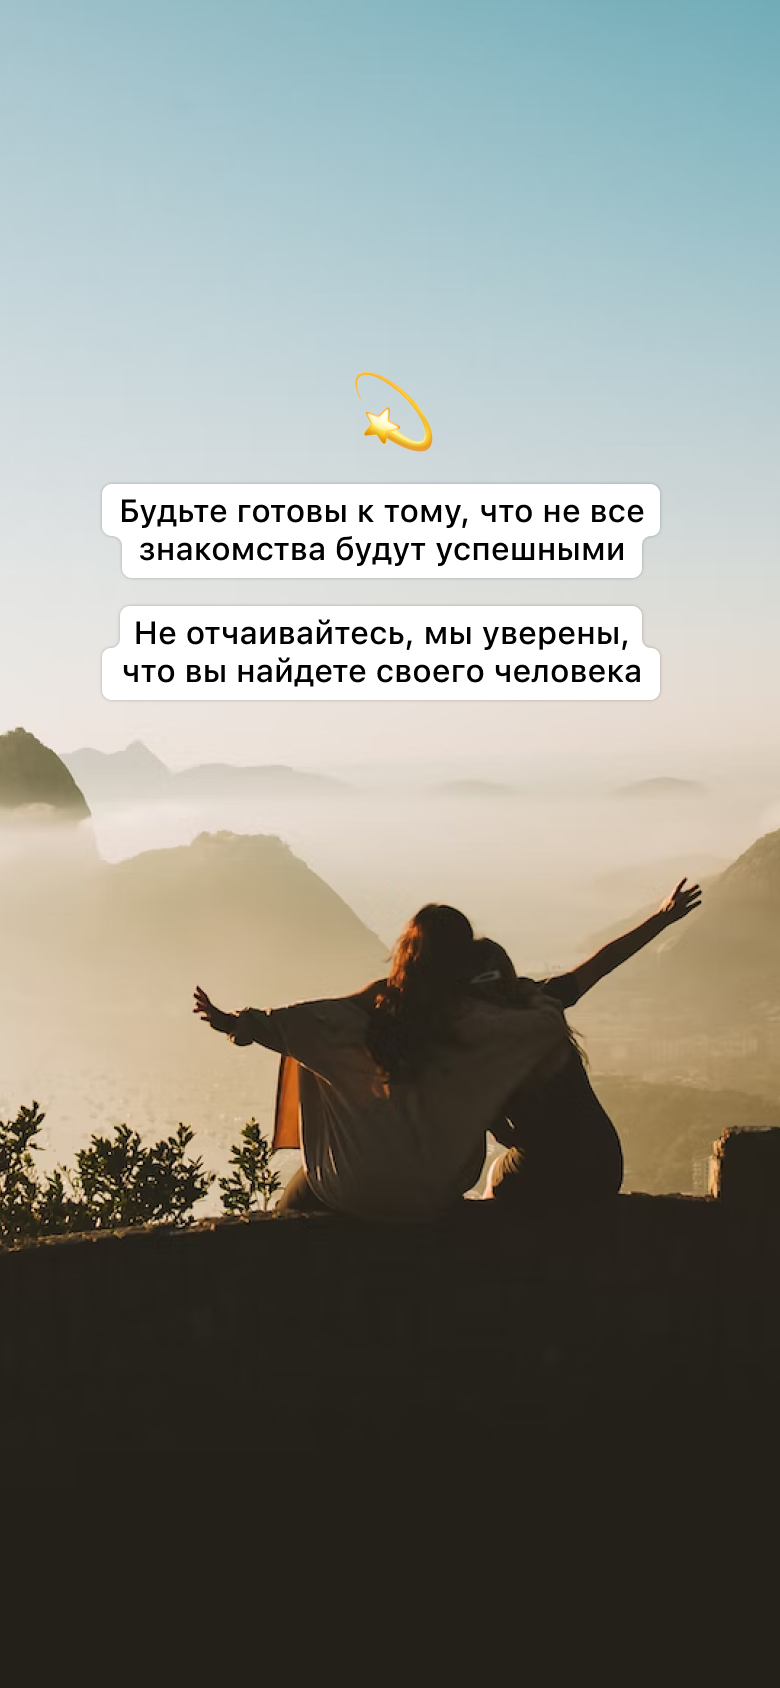 Будьте готовы к тому, что не все
знакомства будут успешными
Не отчаивайтесь, мы уверены,
что вы найдете своего человека